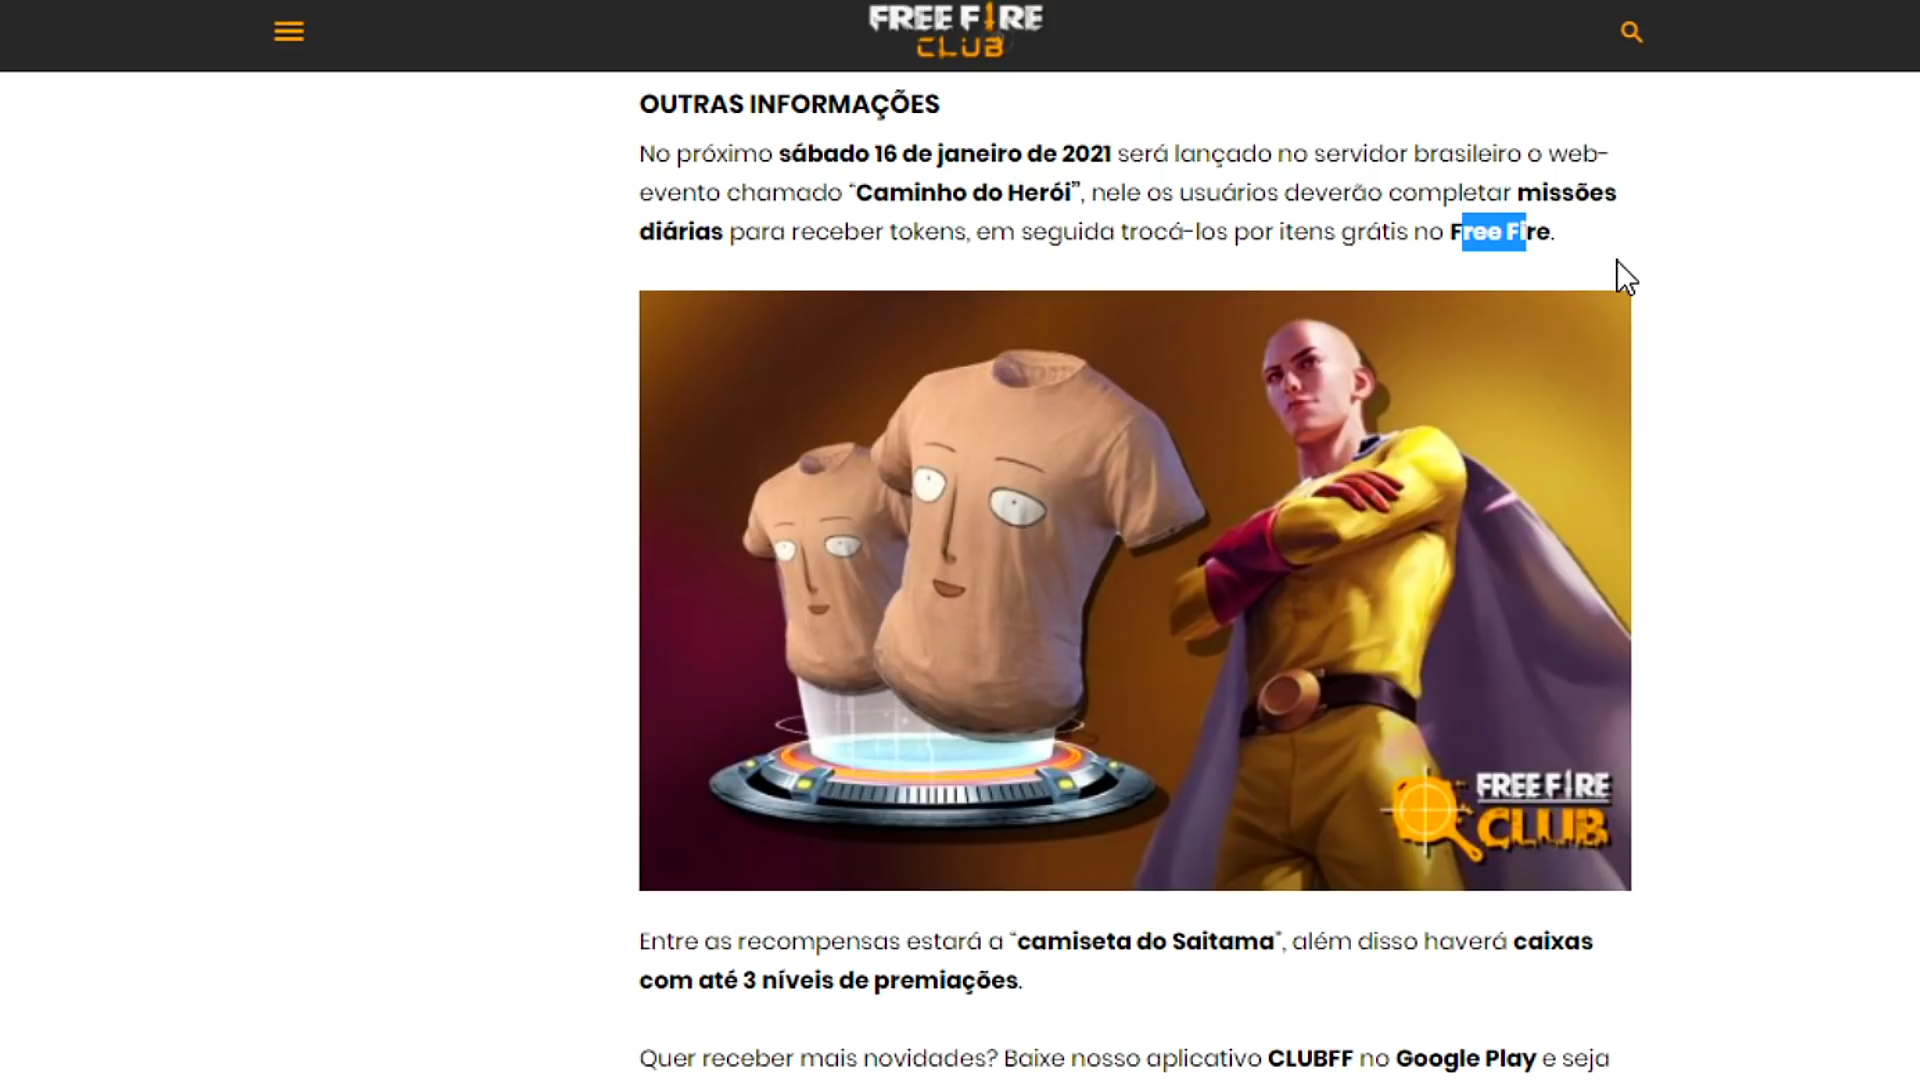 FREE FIRE
CLUB
OUTRAS INFORMAÇÕES
No próximo sábado 16 de janeiro de 2021 será lançado no servidor brasileiro o web-
evento chamado “Caminho do Herói”, nele os usuários deverão completar missões
diárias para receber tokens, em seguida trocá-los por itens grátis no Free Fire.
FREE FIRE
CLUB
Entre as recompensas estará a “camiseta do Saitama”, além disso haverá caixas
com até 3 níveis de premiações.
Quer receber mais novidades? Baixe nosso aplicativo CLUBFF no Google Play e seja